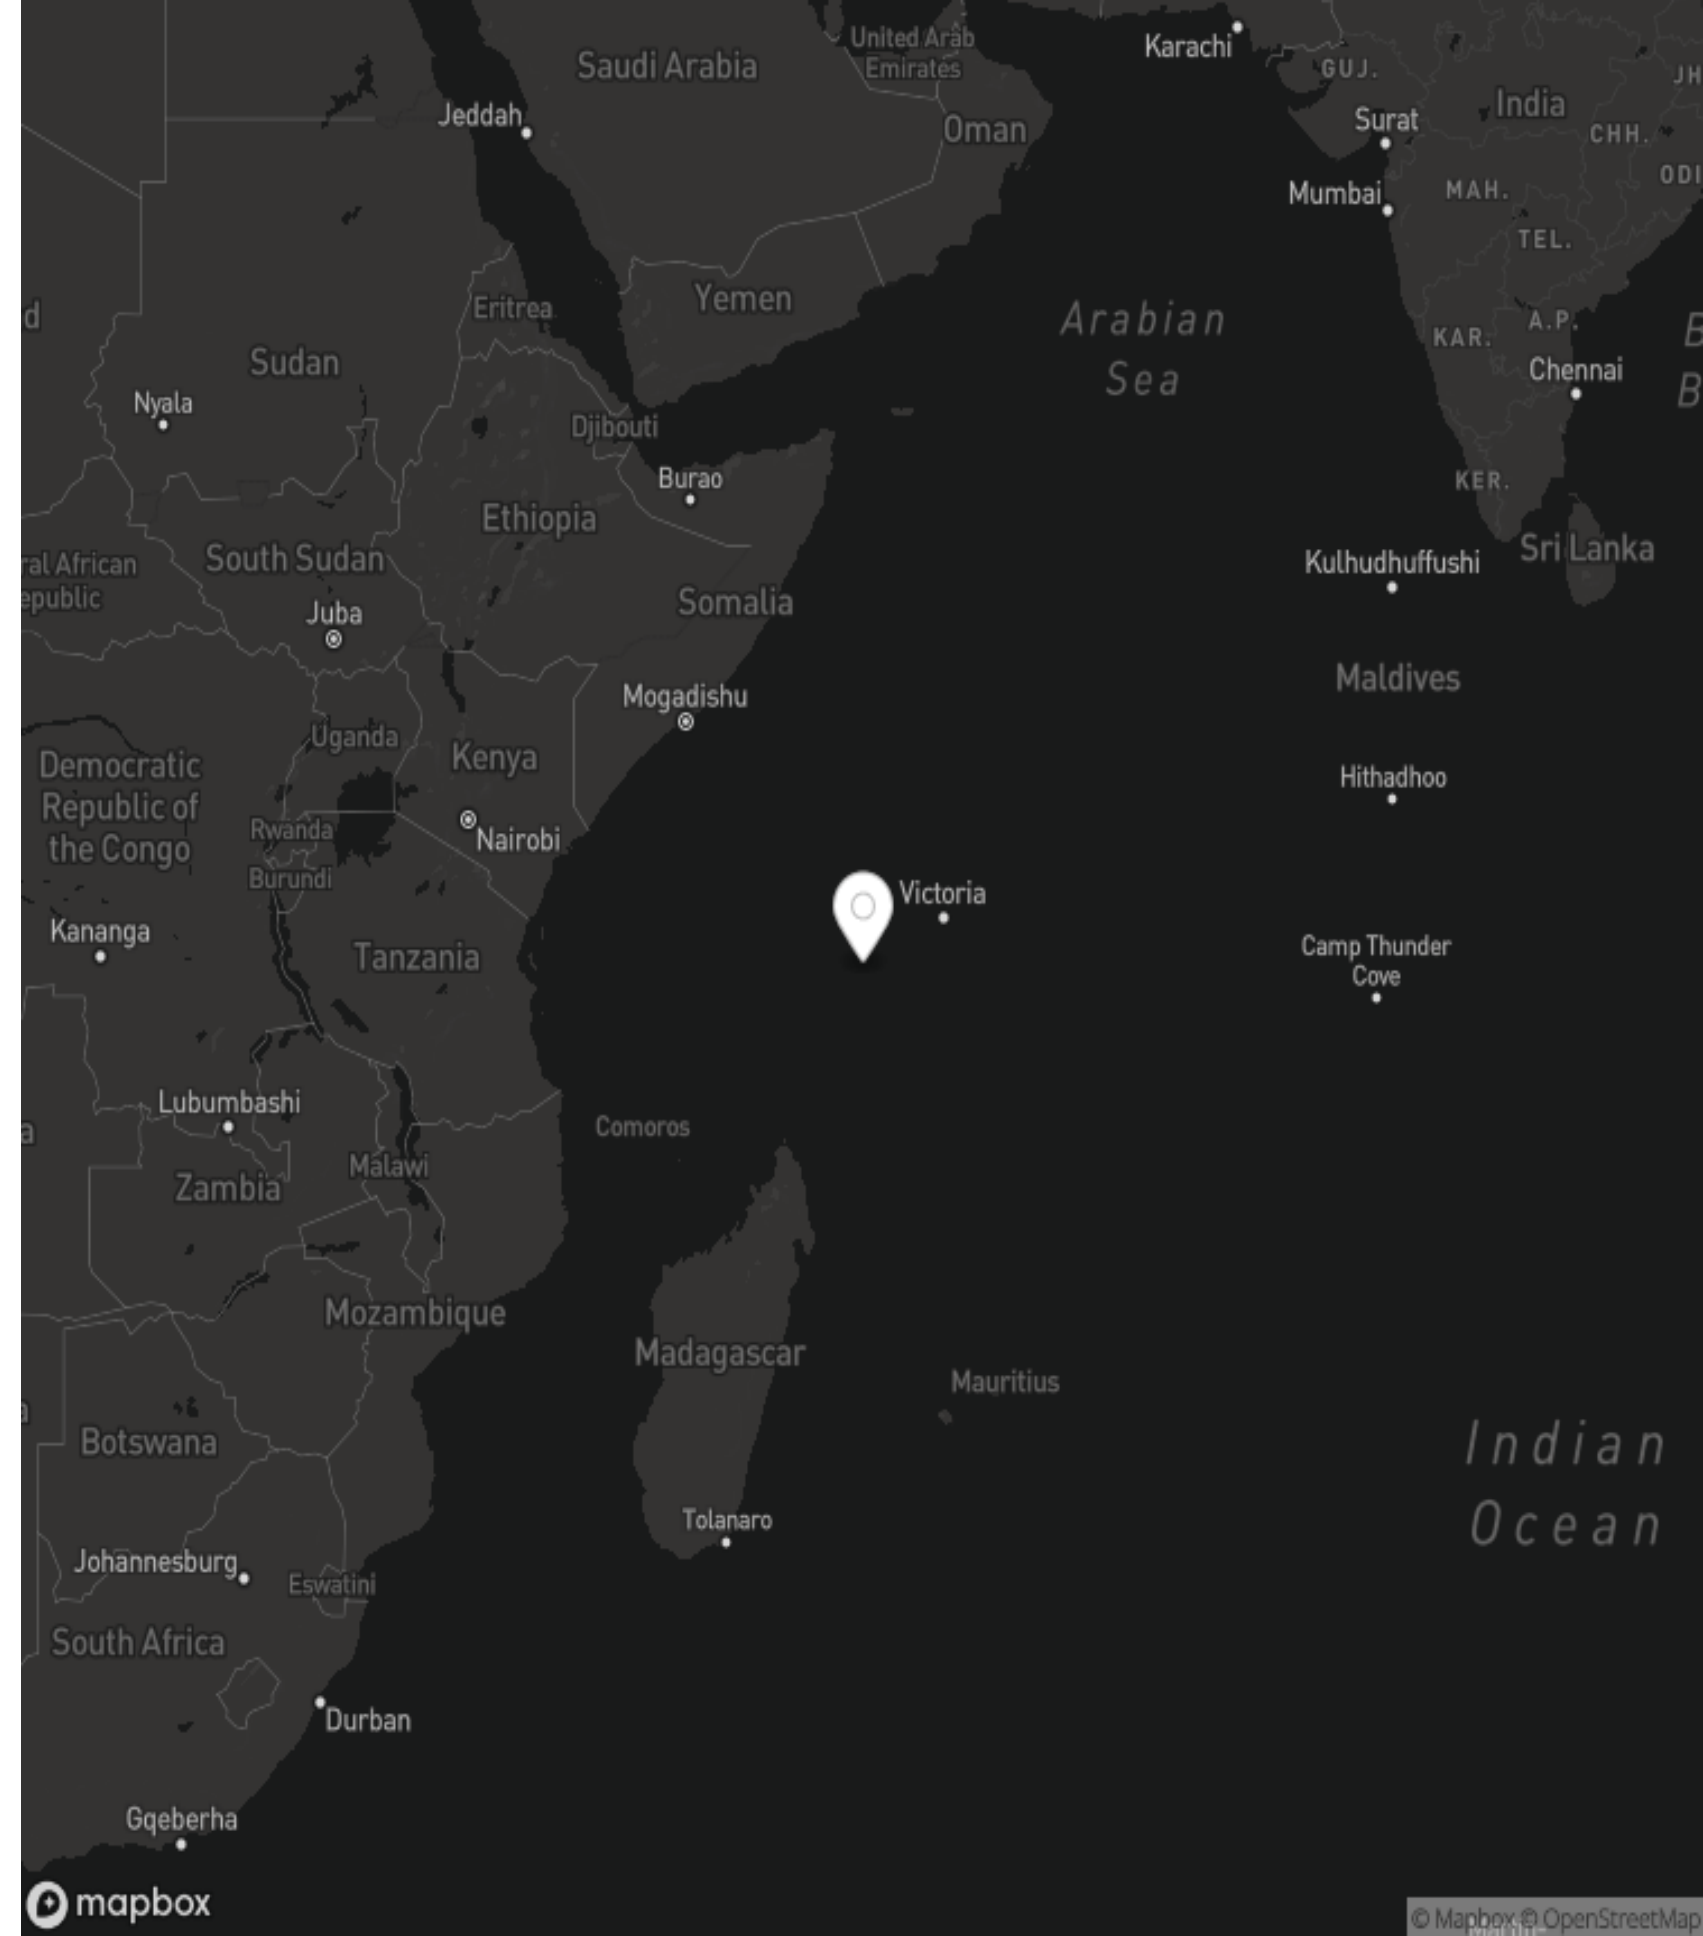 United Arab
Emirates
Saudi Arabia
Karachi
GUJ.
JH
India
Jeddah
Oman
Surat
CHH.
ODI
Mumbai
MAH.
TEL.
Yemen
Eritrea
d
Arabian
Sea
A.P.
KAR.
B
B
Sudan
Chennai
Nyala
Djibouti
Burao
KER.
Ethiopia
South Sudan
Sri Lanka
Kulhudhuffushi
ral African
epublic
Somalia
Juba
Maldives
Mogadishu
Uganda
Kenya
Democratic
Republic of
the Congo
Hithadhoo
Rwanda
Nairobi
Burundi
Victoria
Kananga
Tanzania
Camp Thunder
Cove
Lubumbashi
Comoros
a
Malawi
Zambia
Mozambique
Madagascar
Mauritius
a
Botswana
Indian
Ocean
Tolanaro
Johannesburg
Eswatini
South Africa
Durban
Gqeberha
mapbox
© Mapbox © OpenStreetMap